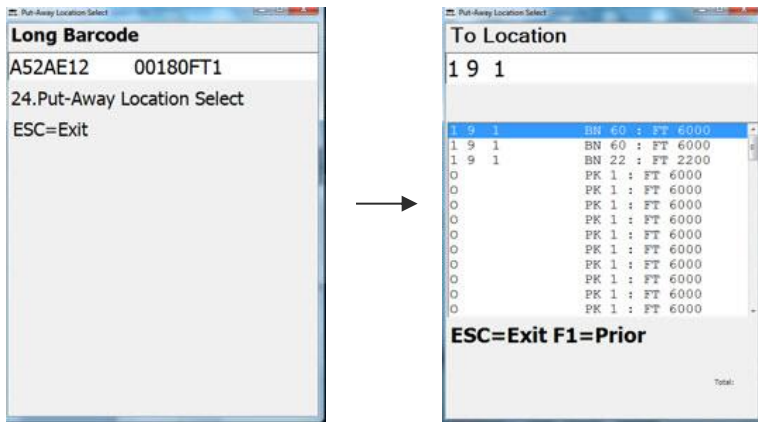 Put-Away Location Select
Long Barcode
A52AE12 00180FT1
24.Put-Away Location Select
ESC=Exit
Put-Away Location Select
To Location
1 9 1
1 9 1 BN 60 : FT 6000
1 9 1 BN 60 : FT 6000
1 9 1 BN 22 : FT 2200
O PK 1 : FT 6000
O PK 1 : FT 6000
O PK 1 : FT 6000
O PK 1 : FT 6000
O PK 1 : FT 6000
O PK 1 : FT 6000
O PK 1 : FT 6000
O PK 1 : FT 6000
O PK 1 : FT 6000
O PK 1 : FT 6000
ESC=Exit F1=Prior
Total: